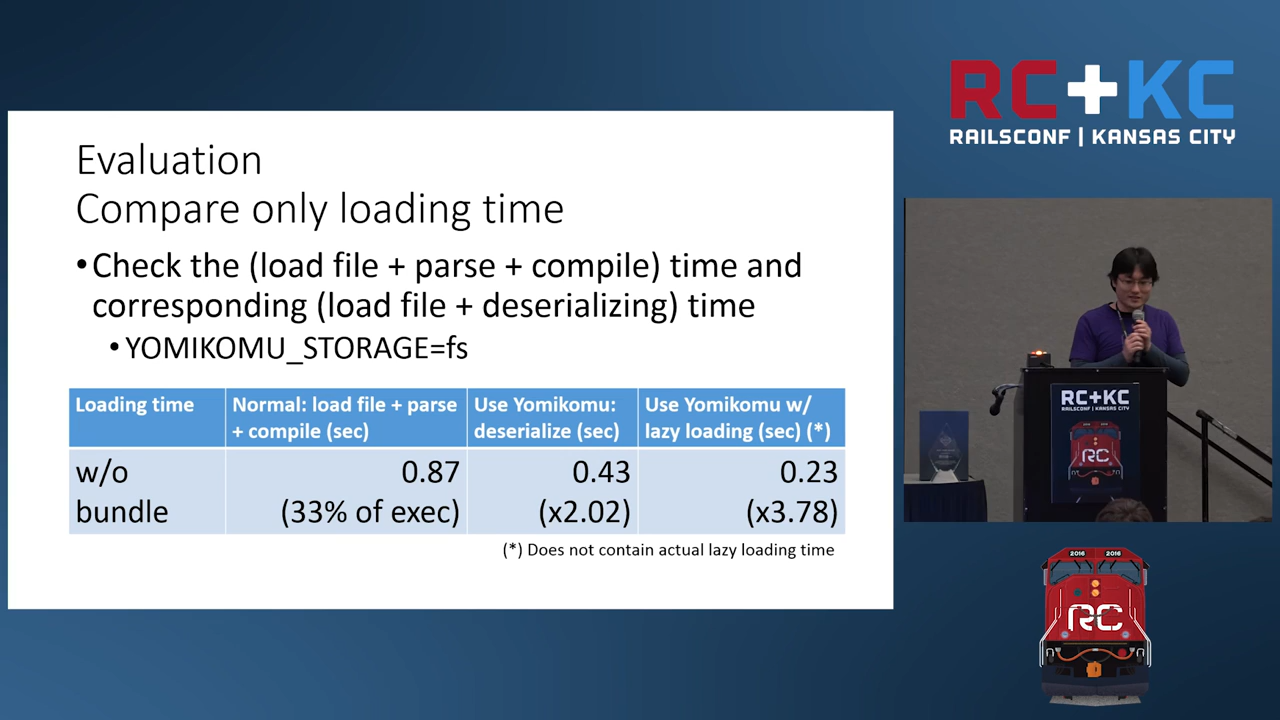 RC+KC
RAILSCONF | KANSAS CITY
Evaluation
Compare only loading time
•Check the (load file + parse + compile) time and
corresponding (load file + deserializing) time
• YOMIKOMU_STORAGE=fs
Loading time
Normal: load file + parse
+ compile (sec)
Use Yomikomu:
deserialize (sec)
Use Yomikomu w/
lazy loading (sec) (*)
w/o
bundle
0.87
(33% of exec)
0.43
(x2.02)
0.23
(x3.78)
(*) Does not contain actual lazy loading time
RC+KC
RAILSCONF | KANSAS CITY
RC
2016
2016
RC